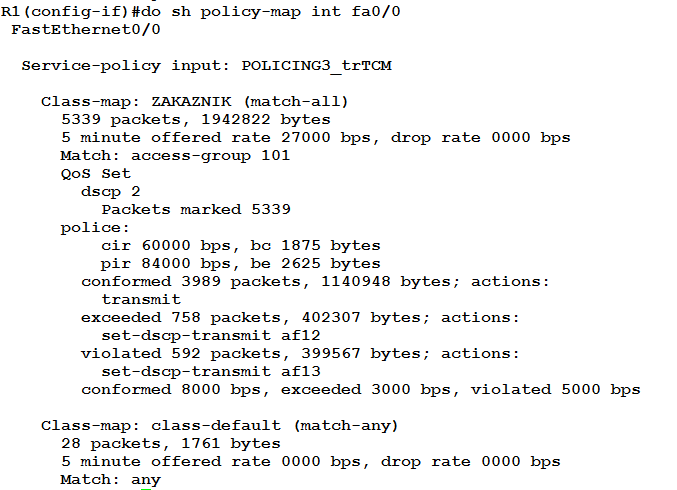 R1(config-if)#do sh policy-map int fa0/0
FastEthernet0/0
Service-policy input: POLICING3_trTCM
Class-map: ZAKAZNIK (match-all)
5339 packets, 1942822 bytes
5 minute offered rate 27000 bps, drop rate 0000 bps
Match: access-group 101
QoS Set
dscp 2
Packets marked 5339
police:
cir 60000 bps, bc 1875 bytes
pir 84000 bps, be 2625 bytes
conformed 3989 packets, 1140948 bytes; actions:
transmit
exceeded 758 packets, 402307 bytes; actions:
set-dscp-transmit af12
violated 592 packets, 399567 bytes; actions:
set-dscp-transmit af13
conformed 8000 bps, exceeded 3000 bps, violated 5000 bps
Class-map: class-default (match-any)
28 packets, 1761 bytes
5 minute offered rate 0000 bps, drop rate 0000 bps
Match: any